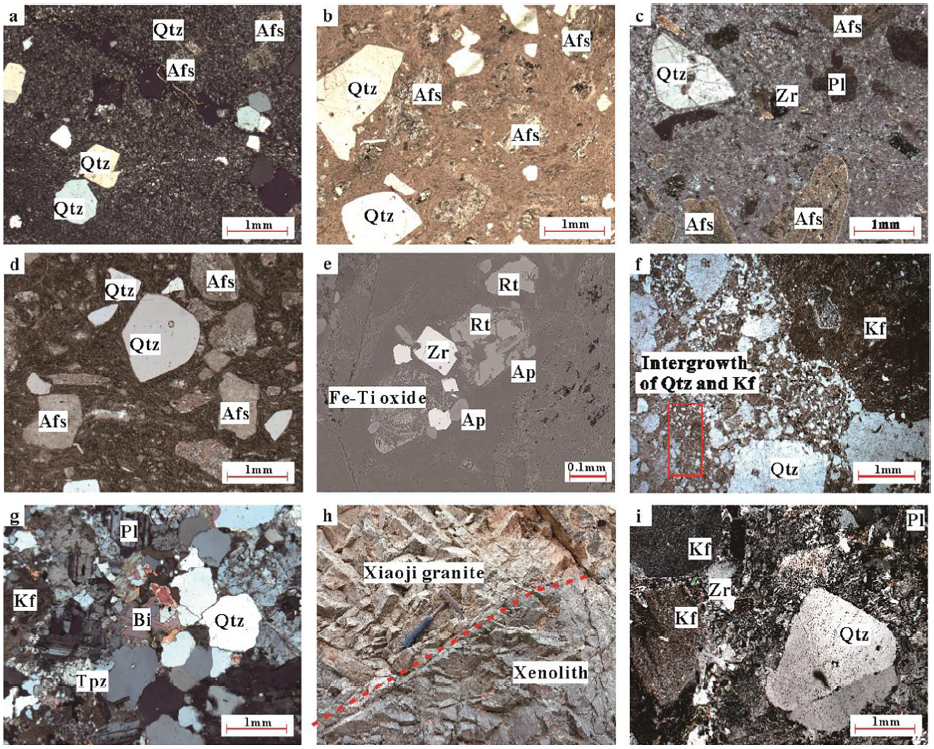 a
Qtz
Afs
Afs
Qtz
Qtz
1mm
b
Qtz
Afs
Afs
Afs
Qtz
1mm
c
Afs
Qtz
Zr
Pl
Afs
Afs
1mm
d
Qtz
Afs
Qtz
Afs
Afs
1mm
e
Rt
Rt
Zr
Ap
Fe-Ti oxide
Ap
0.1mm
f
Kf
Intergrowth
of Qtz and Kf
Qtz
1mm
g
Pl
Kf
Bi
Qtz
Tpz
1mm
h
Xiaoji granite
Xenolith
i
Pl
Kf
Zr
Kf
Qtz
1mm